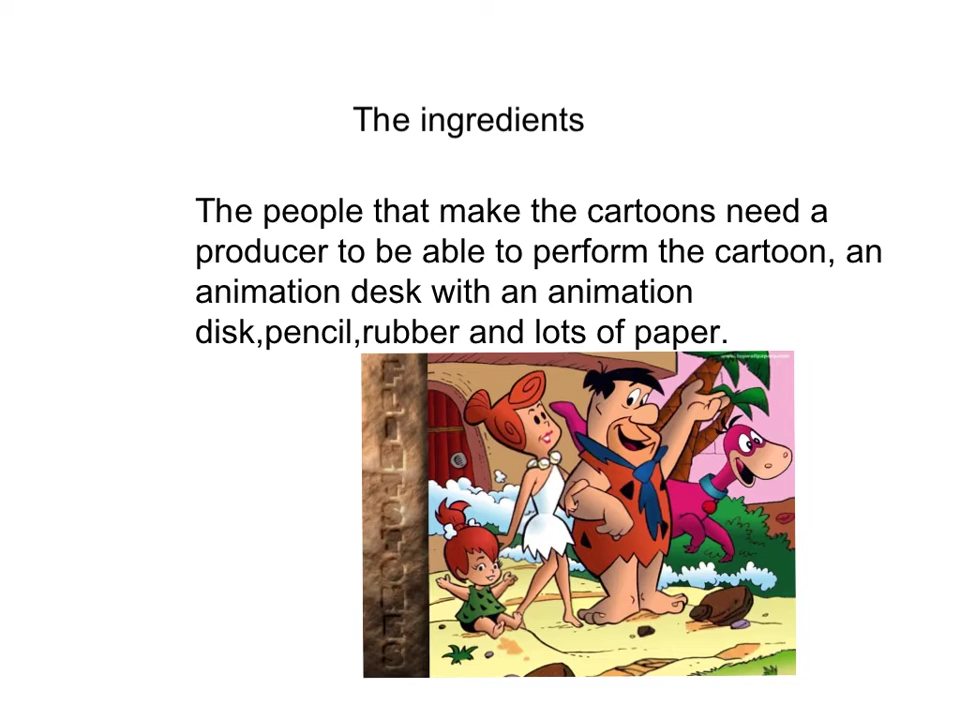 The ingredients
The people that make the cartoons need a
producer to be able to perform the cartoon, an
animation desk with an animation
disk,pencil,rubber and lots of paper.